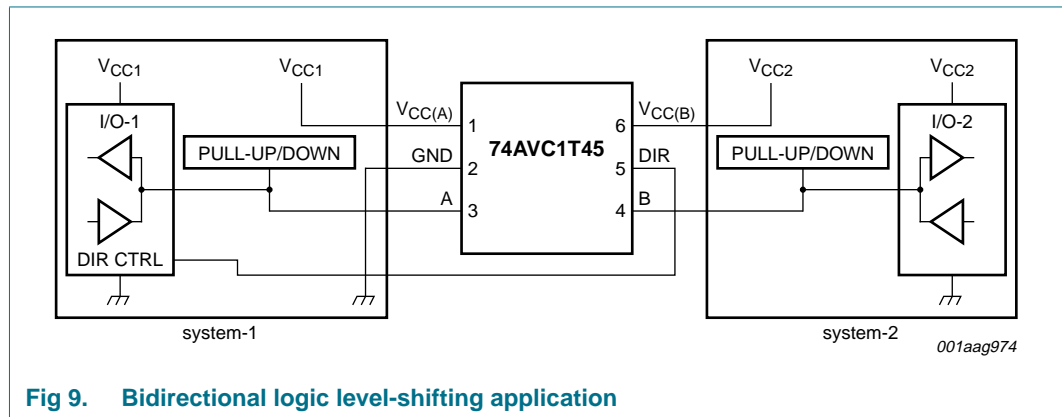 VCC1
VCC1
VCC2
VCC2
I/O-1
VCC(A)
1
6
VCC(B)
I/O-2
PULL-UP/DOWN
GND
2
74AVC1T45
5
DIR
PULL-UP/DOWN
A
3
4
B
DIR CTRL
system-1
system-2
001aag974
Fig 9. Bidirectional logic level-shifting application